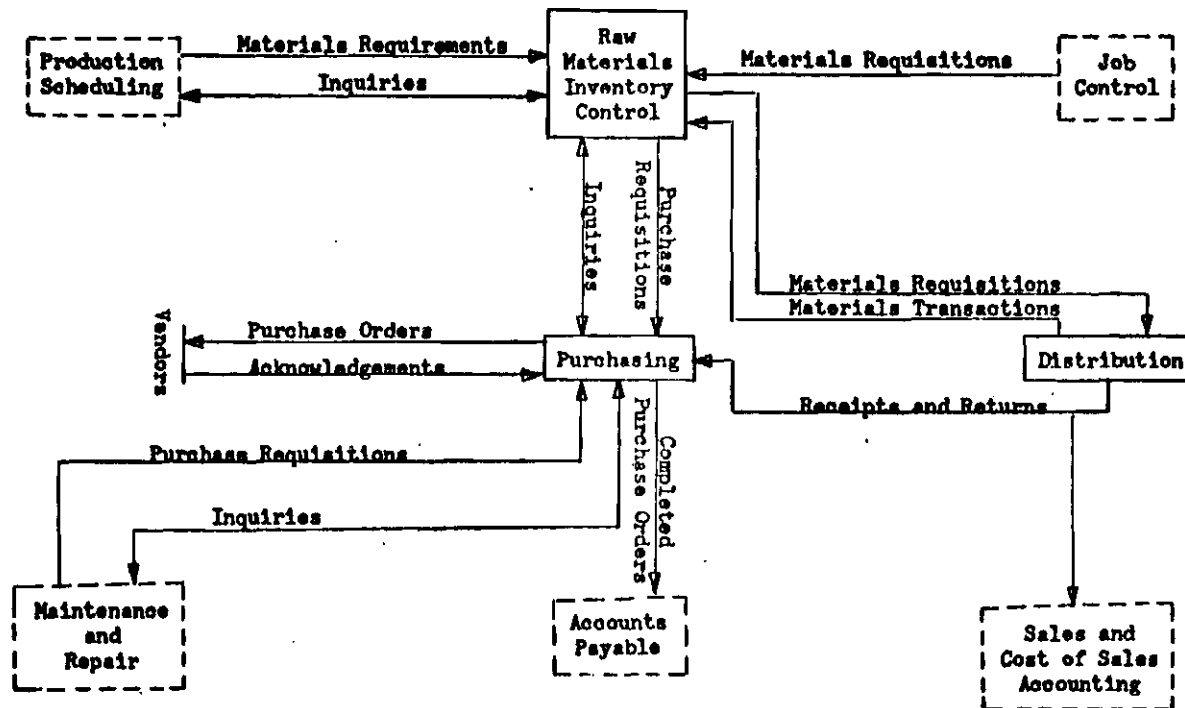 Production
Scheduling
Materials Requirements
Inquiries
Raw
Materials
Inventory
Control
Materials Requisitions
Job
Control
Inquiries
Purchase
Requisitions
Materials Requisitions
Materials Transactions
Vendors
Purchase Orders
Acknowledgements
Purchasing
Distribution
Receipts and Returns
Purchase Requisitions
Inquiries
Completed
Purchase Orders
Maintenance
and
Repair
Accounts
Payable
Sales and
Cost of Sales
Accounting